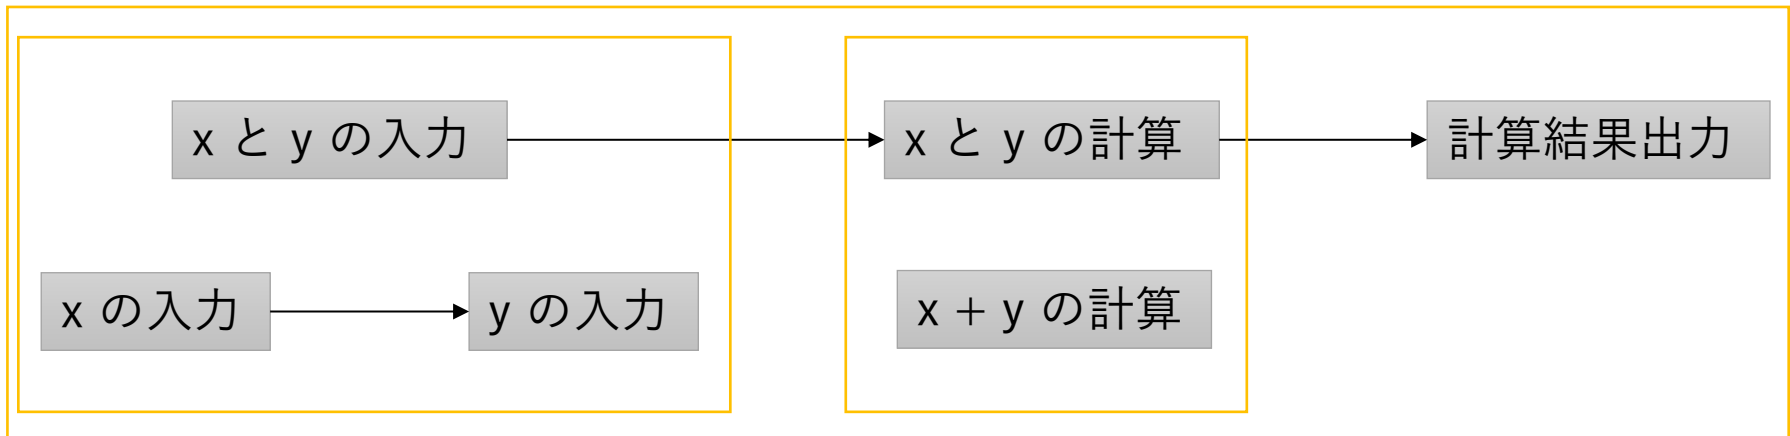 x と y の入力
x と y の計算
計算結果出力
x の入力
y の入力
x + y の計算